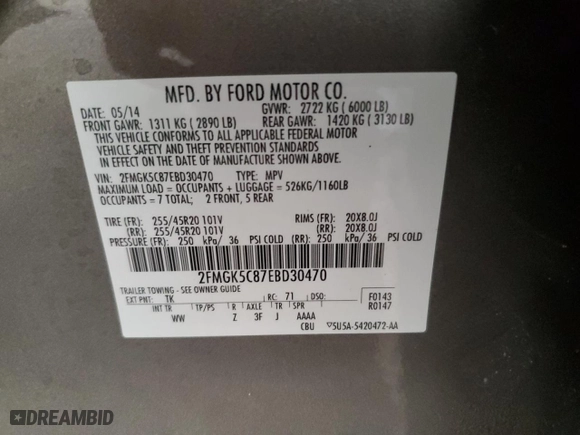 MFD. BY FORD MOTOR CO.
DATE: 05/14 GVWR: 2722 KG ( 6000 LB)
FRONT GAWR: 1311 KG ( 2890 LB) REAR GAWR: 1420 KG ( 3130 LB)
THIS VEHICLE CONFORMS TO ALL APPLICABLE FEDERAL MOTOR
VEHICLE SAFETY AND THEFT PREVENTION STANDARDS
IN EFFECT ON THE DATE OF MANUFACTURE SHOWN ABOVE.
VIN: 2FMGK5C87EBD30470 TYPE: MPV
MAXIMUM LOAD = OCCUPANTS + LUGGAGE = 526KG/1160LB
OCCUPANTS = 7 TOTAL; 2 FRONT, 5 REAR
TIRE (FR): 255/45R20 101V RIMS (FR): 20X8.0J
(RR): 255/45R20 101V (RR): 20X8.0J
PRESSURE (FR): 250 kPa/ 36 PSI COLD (RR): 250 kPa/ 36 PSI COLD
2FMGK5C87EBD30470
TRAILER TOWING - SEE OWNER GUIDE
EXT PNT: TK RC: 71 DSO: F0143
INT TR TP/PS R AXLE TR SPR R0147
WW Z 3F J AAAA
CBU ▽5U5A-5420472-AA
DREAMBID